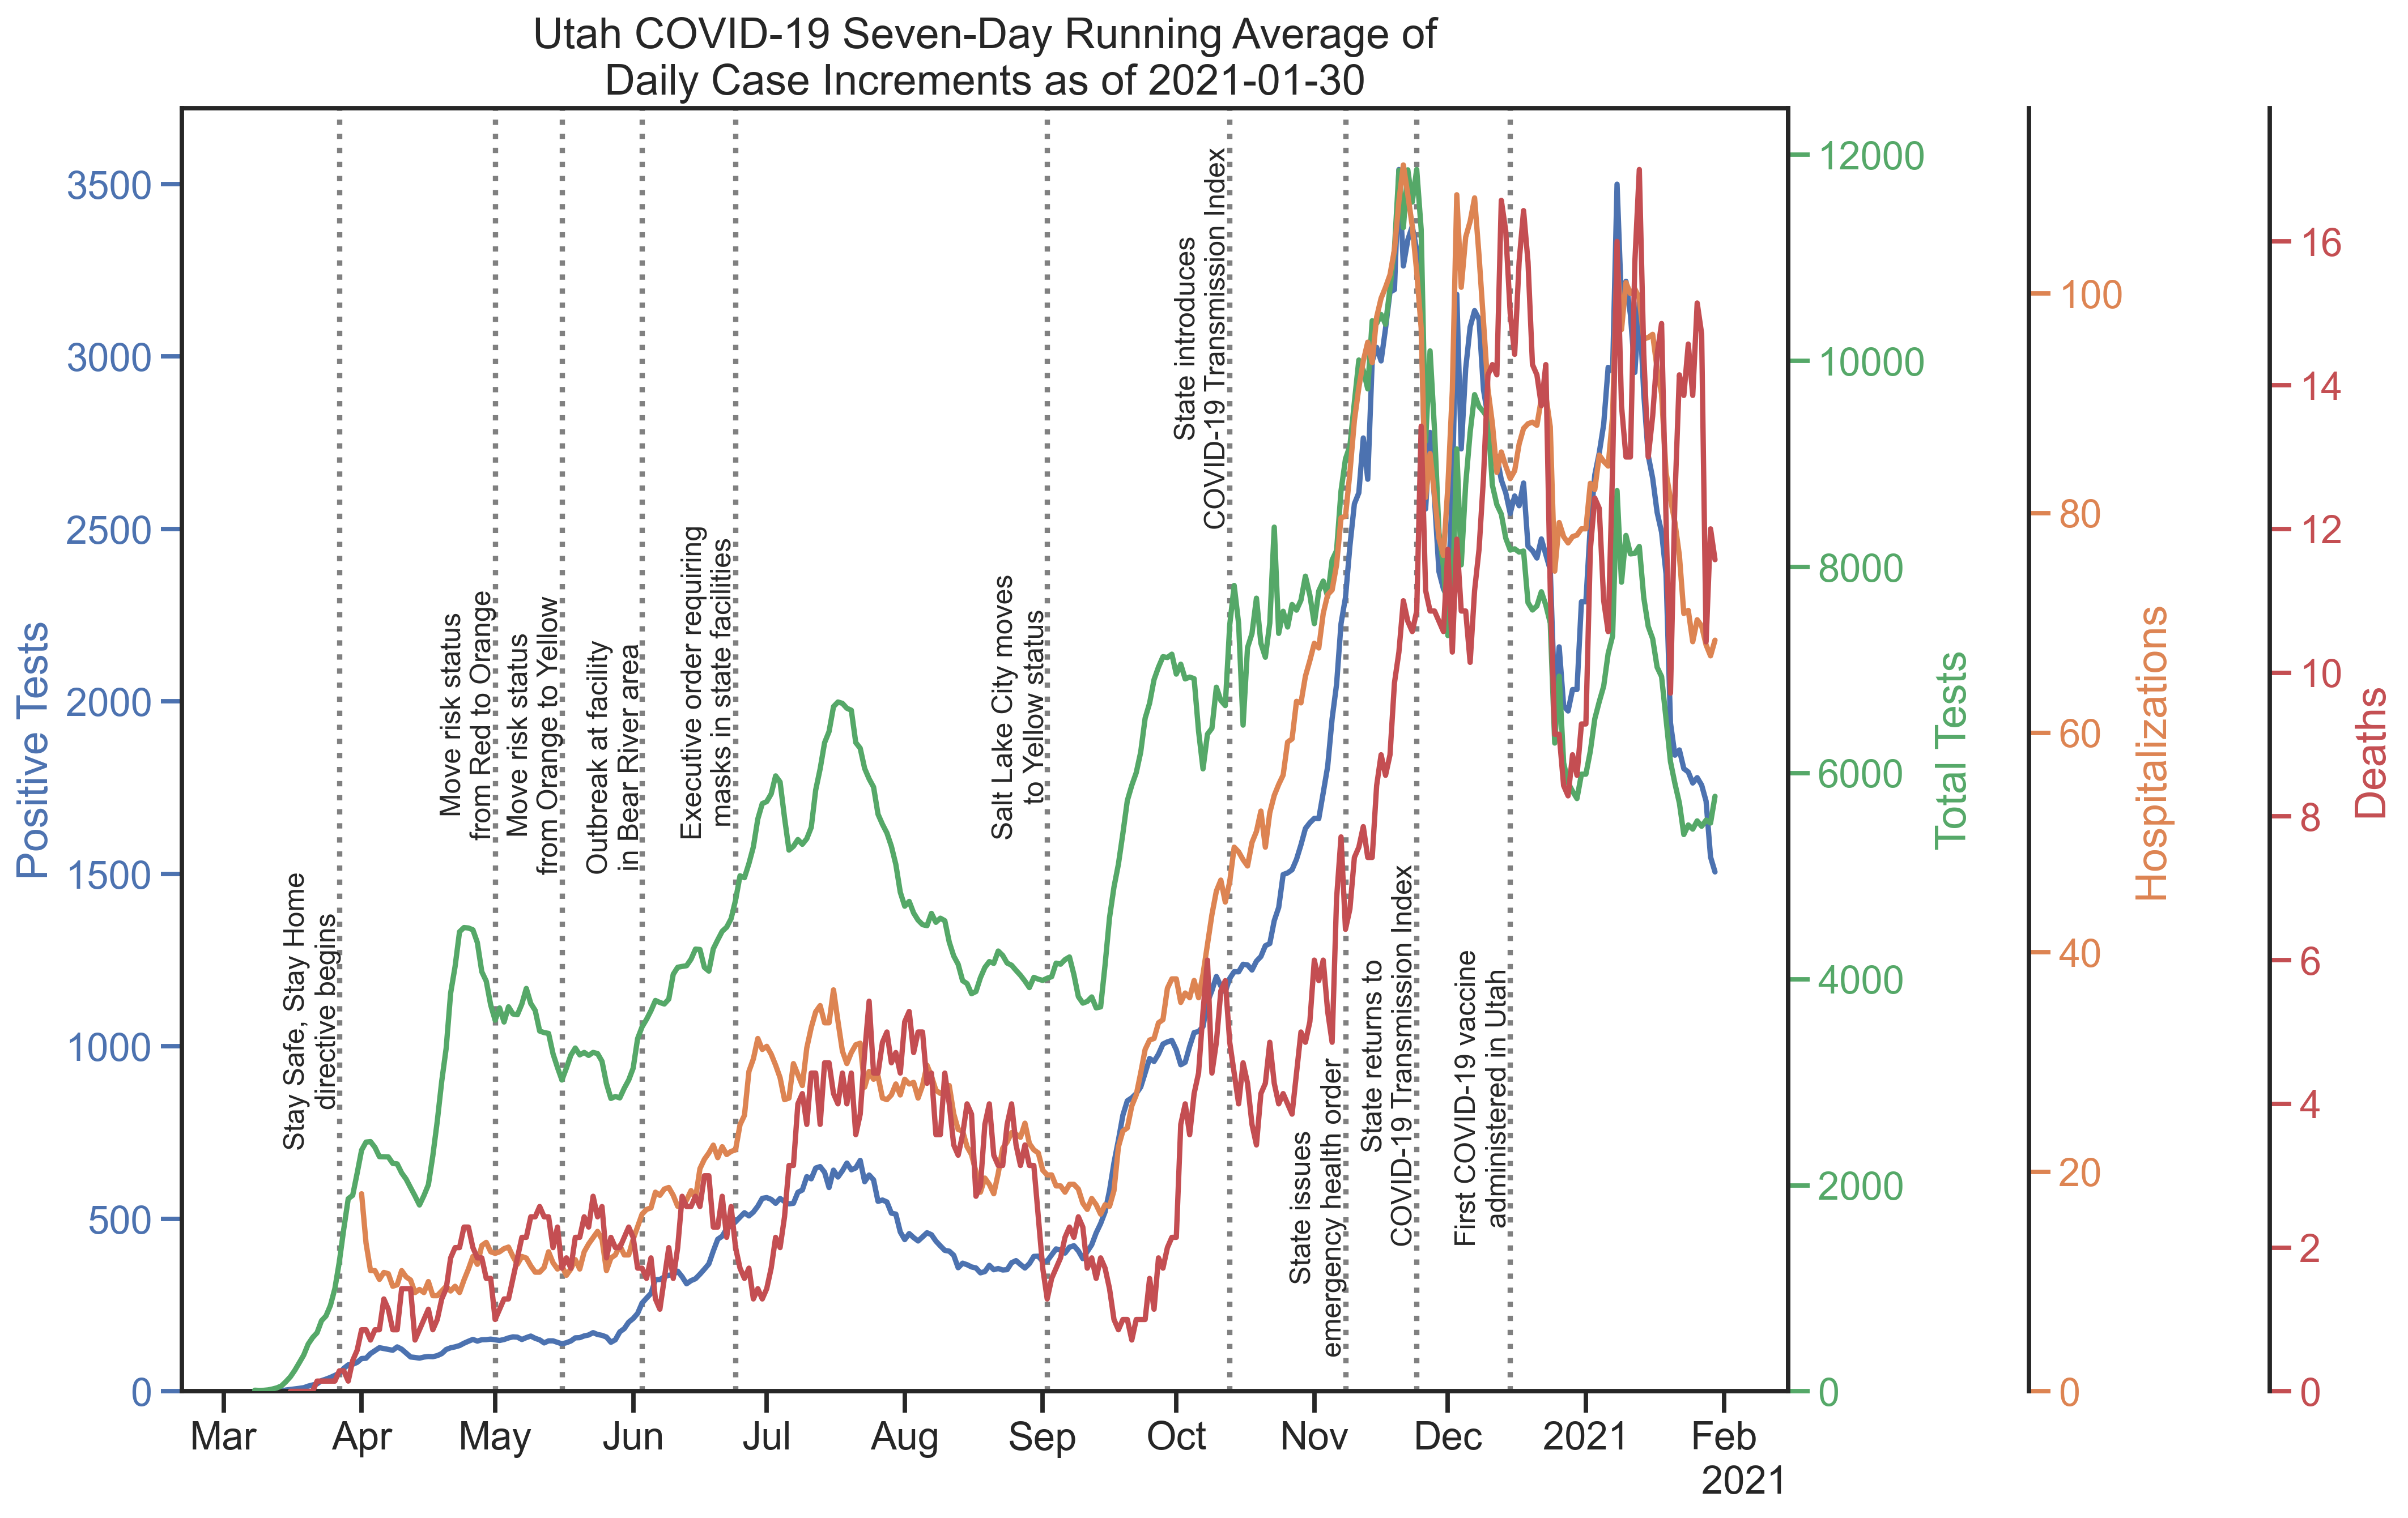 Utah COVID-19 Seven-Day Running Average of
Daily Case Increments as of 2021-01-30
Positive Tests
3500
3000
2500
2000
1500
1000
500
0
Stay Safe, Stay Home
directive begins
Move risk status
from Red to Orange
Move risk status
from Orange to Yellow
Outbreak at facility
in Bear River area
Executive order requiring
masks in state facilities
Salt Lake City moves
to Yellow status
State introduces
COVID-19 Transmission Index
State issues
emergency health order
State returns to
COVID-19 Transmission Index
First COVID-19 vaccine
administered in Utah
12000
10000
8000
6000
4000
2000
0
Total Tests
100
80
60
40
20
0
Hospitalizations
16
14
12
10
8
6
4
2
0
Deaths
Mar Apr May Jun Jul Aug Sep Oct Nov Dec 2021 Feb
2021